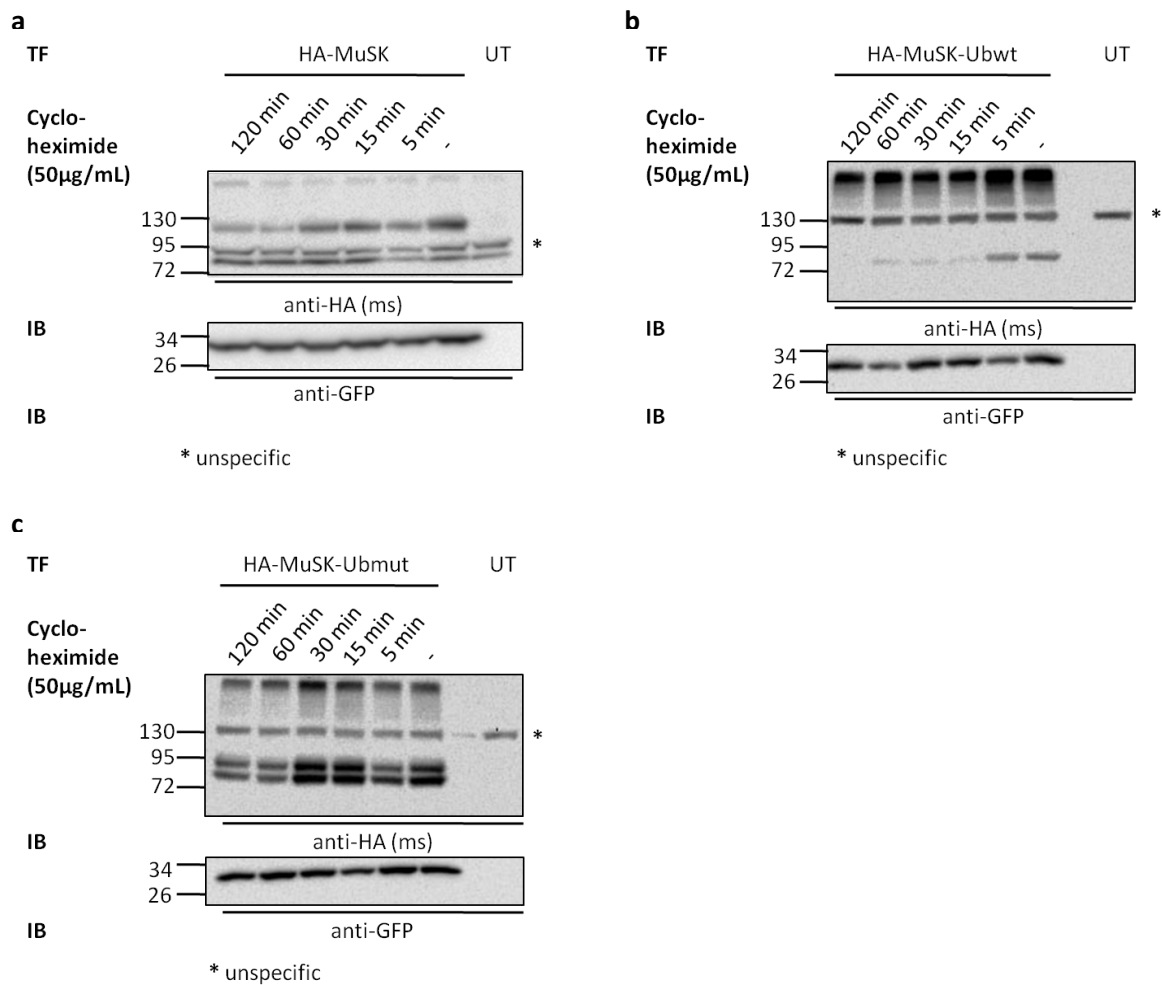 a
TF HA-MuSK UT
Cyclo-
heximide
(50µg/mL)
120 min 60 min 30 min 15 min 5 min -
130
95 *
72
anti-HA (ms)
IB
34
26
anti-GFP
IB
* unspecific
b
TF HA-MuSK-Ubwt UT
Cyclo-
heximide
(50µg/mL)
120 min 60 min 30 min 15 min 5 min -
130 *
95
72
IB anti-HA (ms)
34
26
IB anti-GFP
* unspecific
c
TF HA-MuSK-Ubmut UT
Cyclo-
heximide
(50µg/mL)
120 min 60 min 30 min 15 min 5 min -
130 *
95
72
IB anti-HA (ms)
34
26
IB anti-GFP
* unspecific